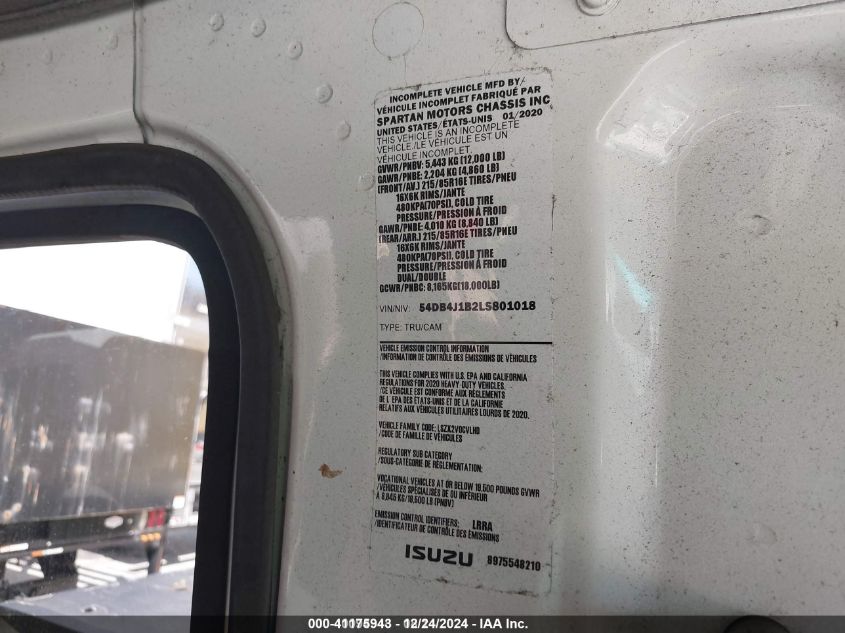 INCOMPLETE VEHICLE MFD BY/
VÉHICULE INCOMPLET FABRIQUÉ PAR
SPARTAN MOTORS CHASSIS INC
UNITED STATES/ÉTATS-UNIS 01/2020
THIS VEHICLE IS AN INCOMPLETE
VEHICLE./LE VÉHICULE EST UN
VÉHICULE INCOMPLET.
GVWR/PNBV: 5,443 KG (12,000 LB)
GAWR/PNBE: 2,204 KG (4,860 LB)
(FRONT/AV.) 215/85R16E TIRES/PNEU
16X6K RIMS/JANTE
480KPA(70PSI), COLD TIRE
PRESSURE/PRESSION À FROID
GAWR/PNBE: 4,010 KG (8,840 LB)
(REAR/ARR.) 215/85R16E TIRES/PNEU
16X6K RIMS/JANTE
480KPA(70PSI), COLD TIRE
PRESSURE/PRESSION À FROID
DUAL/DOUBLE
GCWR/PNBC: 8,165KG(18,000LB)
VIN/NIV: 54DB4J1B2LS801018
TYPE: TRU/CAM
VEHICLE EMISSION CONTROL INFORMATION
/INFORMATION DE CONTRÔLE DES ÉMISSIONS DE VÉHICULES
THIS VEHICLE COMPLIES WITH U.S. EPA AND CALIFORNIA
REGULATIONS FOR 2020 HEAVY-DUTY VEHICLES.
/CE VÉHICULE EST CONFORME AUX RÈGLEMENTS
DE L EPA DES ÉTATS-UNIS ET DE LA CALIFORNIE
RELATIFS AUX VÉHICULES UTILITAIRES LOURDS DE 2020.
VEHICLE FAMILY CODE: LSZX2VOCVLHD
/CODE DE FAMILLE DE VÉHICULES
REGULATORY SUB CATEGORY
/SOUS-CATÉGORIE DE RÉGLEMENTATION:
VOCATIONAL VEHICLES AT OR BELOW 19,500 POUNDS GVWR
/VÉHICULES SPÉCIALISÉS DE OU INFÉRIEUR
À 8,845 KG/19,500 LB (PNBV)
EMISSION CONTROL IDENTIFIERS: LRRA
/IDENTIFICATEUR DE CONTRÔLE DES ÉMISSIONS
ISUZU 8975548210
000-41175943 - 12/24/2024 - IAA Inc.